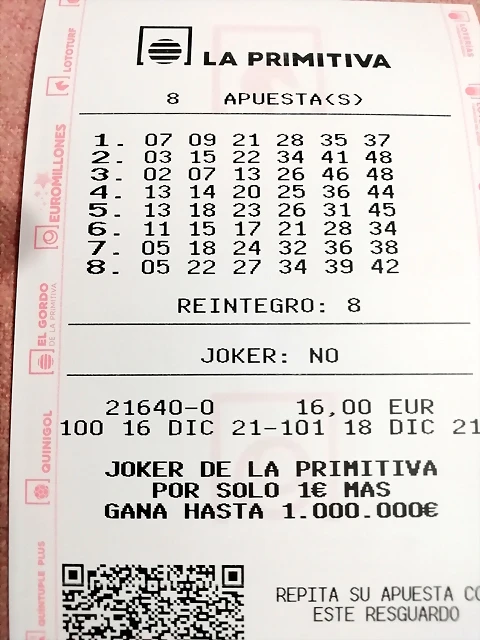 LA PRIMITIVA
8 APUESTA(S)
1. 07 09 21 28 35 37
2. 03 15 22 34 41 48
3. 02 07 13 26 46 48
4. 13 14 20 25 36 44
5. 13 18 23 26 31 45
6. 11 15 17 21 28 34
7. 05 18 24 32 36 38
8. 05 22 27 34 39 42
REINTEGRO: 8
JOKER: NO
21640-0 16,00 EUR
100 16 DIC 21-101 18 DIC 21
JOKER DE LA PRIMITIVA
POR SOLO 1€ MAS
GANA HASTA 1.000.000€
REPITA SU APUESTA CO
ESTE RESGUARDO
LOTOTURF
EUROMILLONES
EL GORDO
DE LA PRIMITIVA
QUINIGOL
QUÍNTUPLE PLUS
LOTERIAS